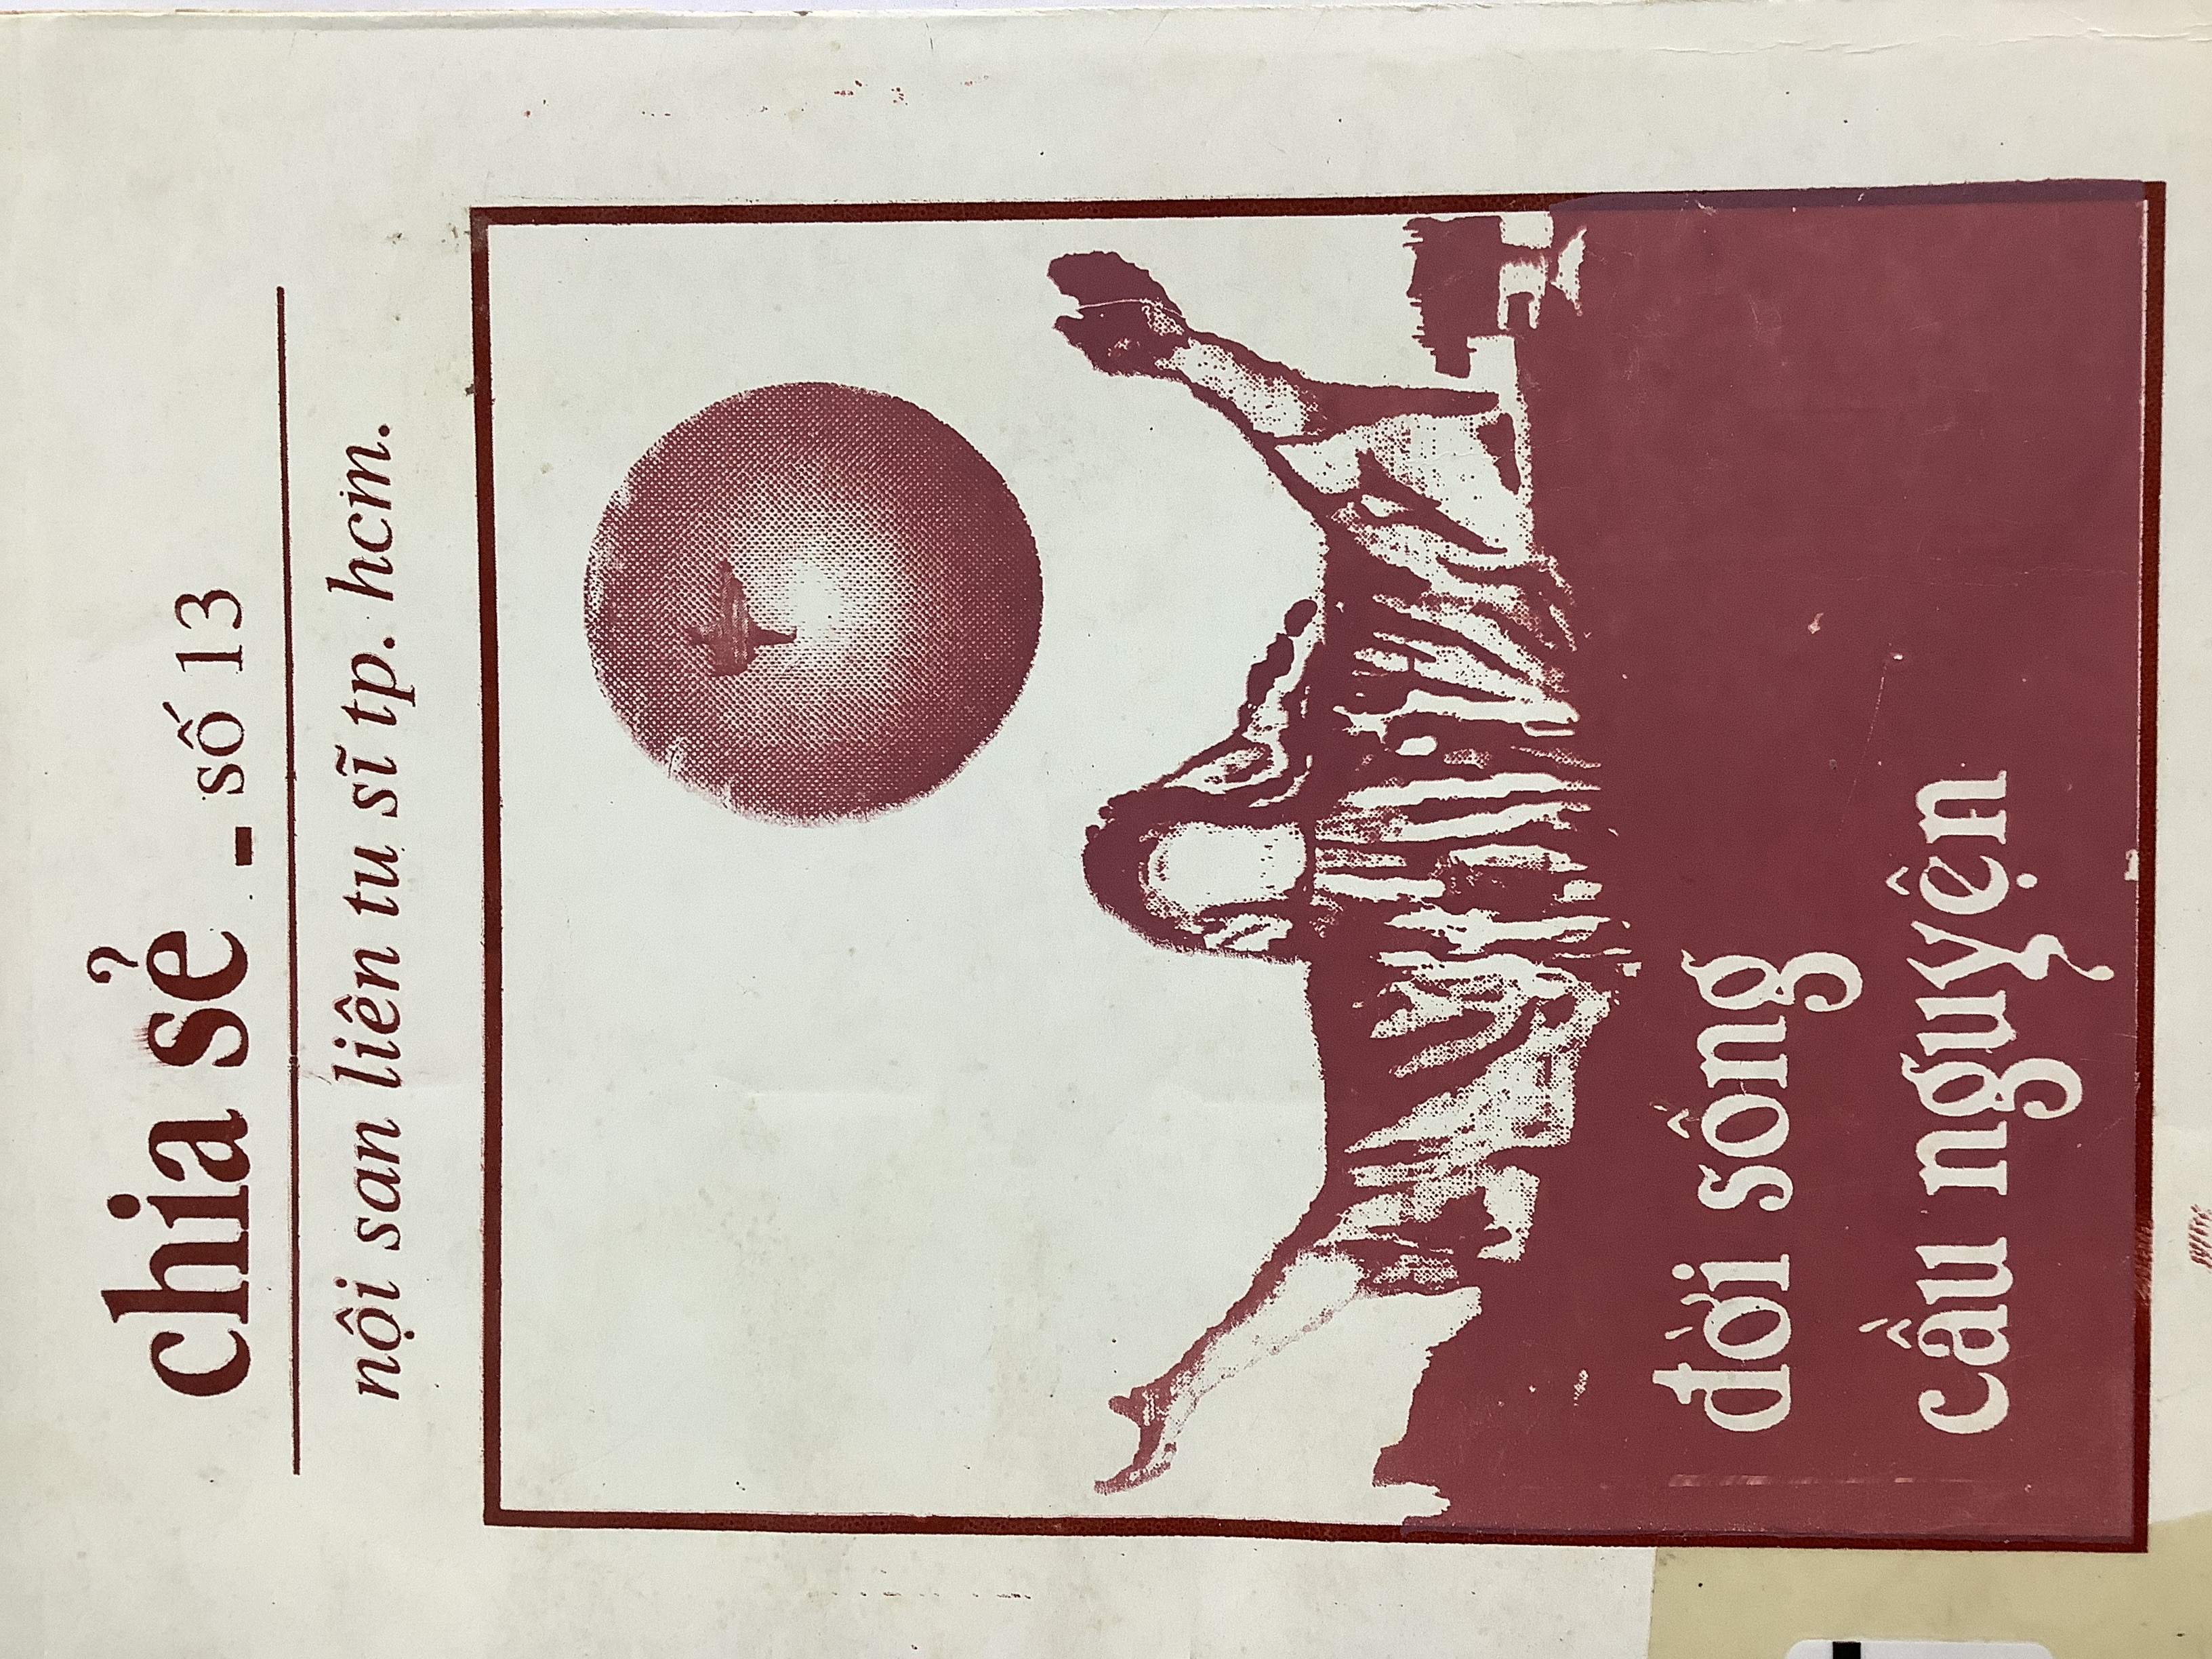 chia sẻ - số 13
nội san liên tu sĩ tp. hcm.
đời sống
cầu nguyện